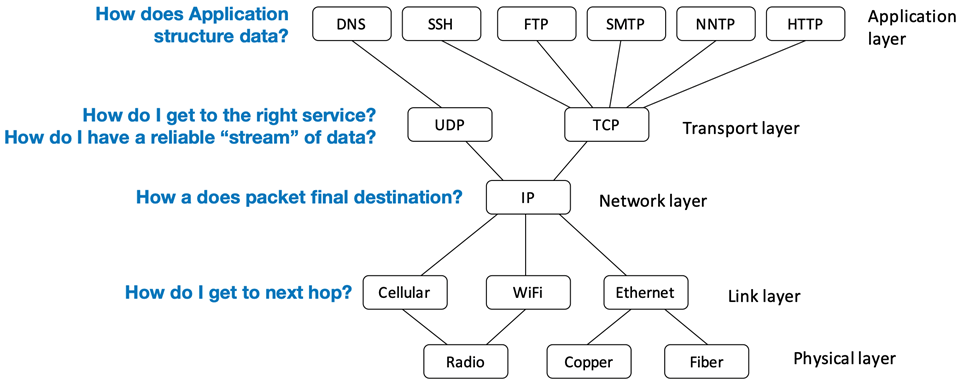 How does Application
structure data?
DNS
SSH
FTP
SMTP
NNTP
HTTP
Application
layer
How do I get to the right service?
How do I have a reliable “stream” of data?
UDP
TCP
Transport layer
How a does packet final destination?
IP
Network layer
How do I get to next hop?
Cellular
WiFi
Ethernet
Link layer
Radio
Copper
Fiber
Physical layer